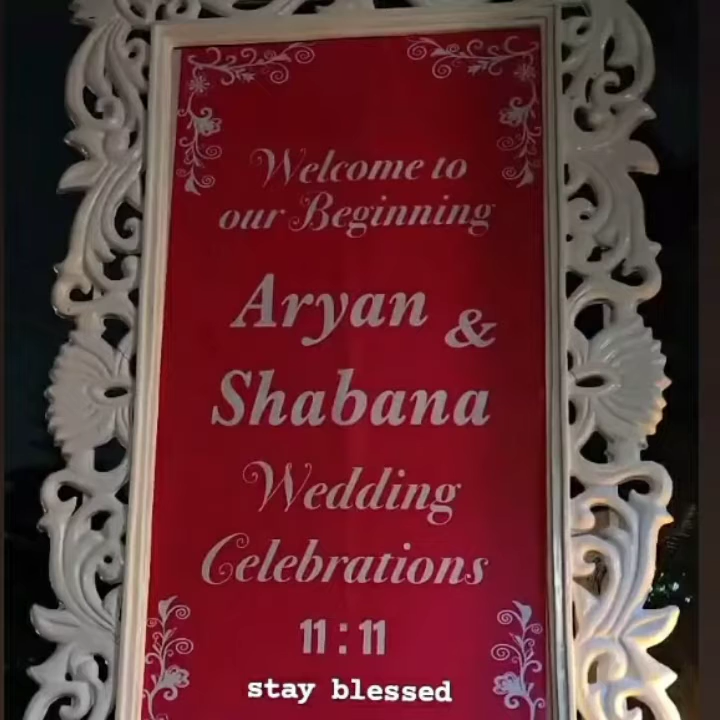 Welcome to
our Beginning
Aryan &
Shabana
Wedding
Celebrations
11:11
stay blessed